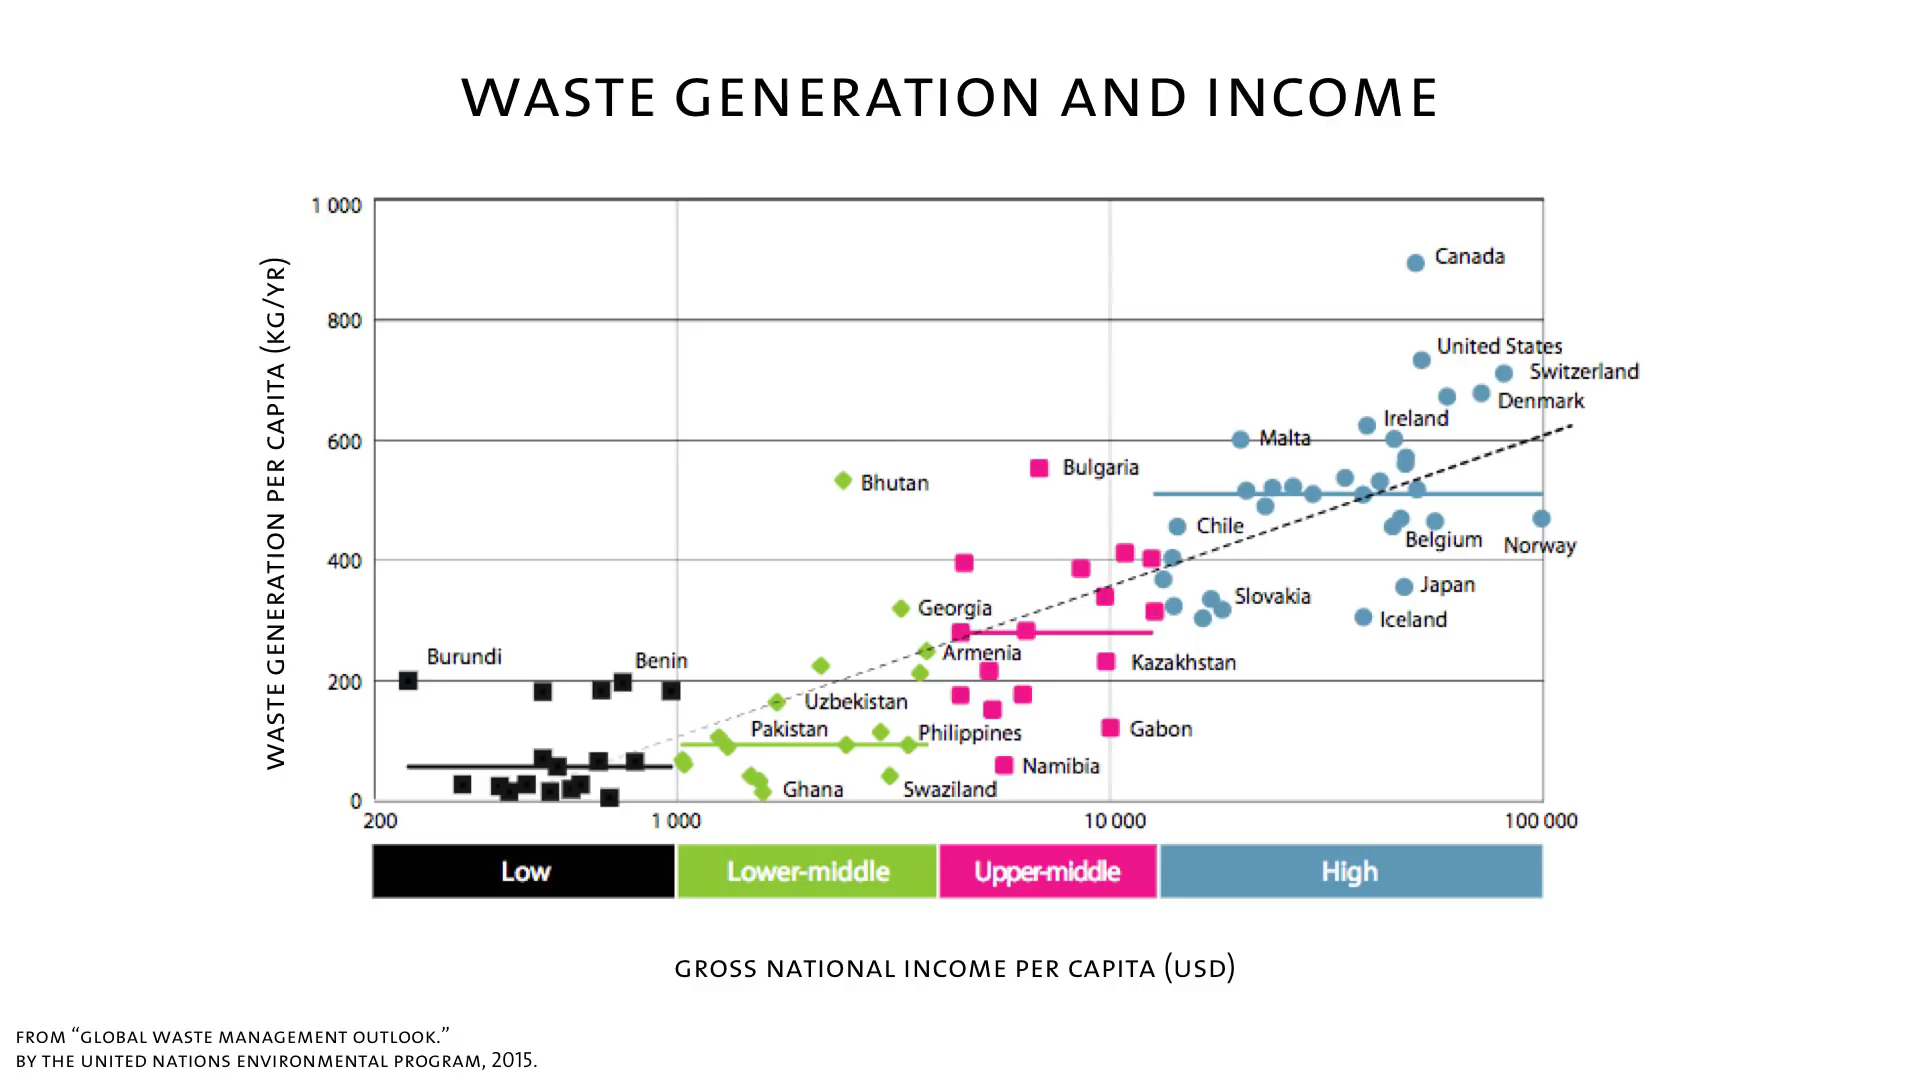 WASTE GENERATION AND INCOME
WASTE GENERATION PER CAPITA (KG/YR)
1 000
800
600
400
200
0
Canada
United States
Switzerland
Denmark
Ireland
Malta
Bulgaria
Bhutan
Chile
Belgium
Norway
Japan
Slovakia
Iceland
Georgia
Armenia
Burundi
Benin
Kazakhstan
Uzbekistan
Pakistan
Philippines
Gabon
Namibia
Ghana
Swaziland
200
1 000
10 000
100 000
Low
Lower-middle
Upper-middle
High
GROSS NATIONAL INCOME PER CAPITA (USD)
FROM “GLOBAL WASTE MANAGEMENT OUTLOOK.”
BY THE UNITED NATIONS ENVIRONMENTAL PROGRAM, 2015.